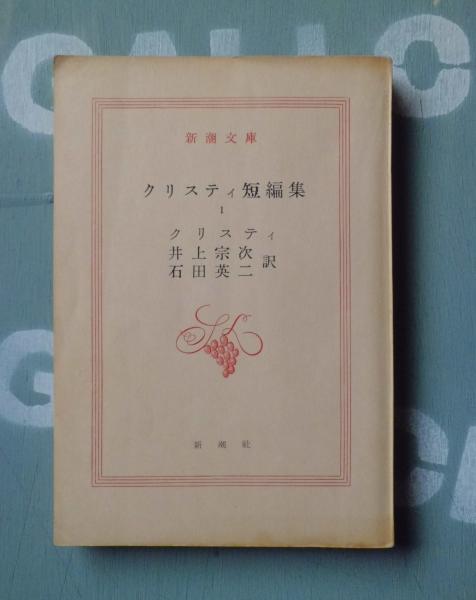 新潮文庫
クリスティ短編集
1
クリスティ
井上宗次
石田英二 訳
新潮社